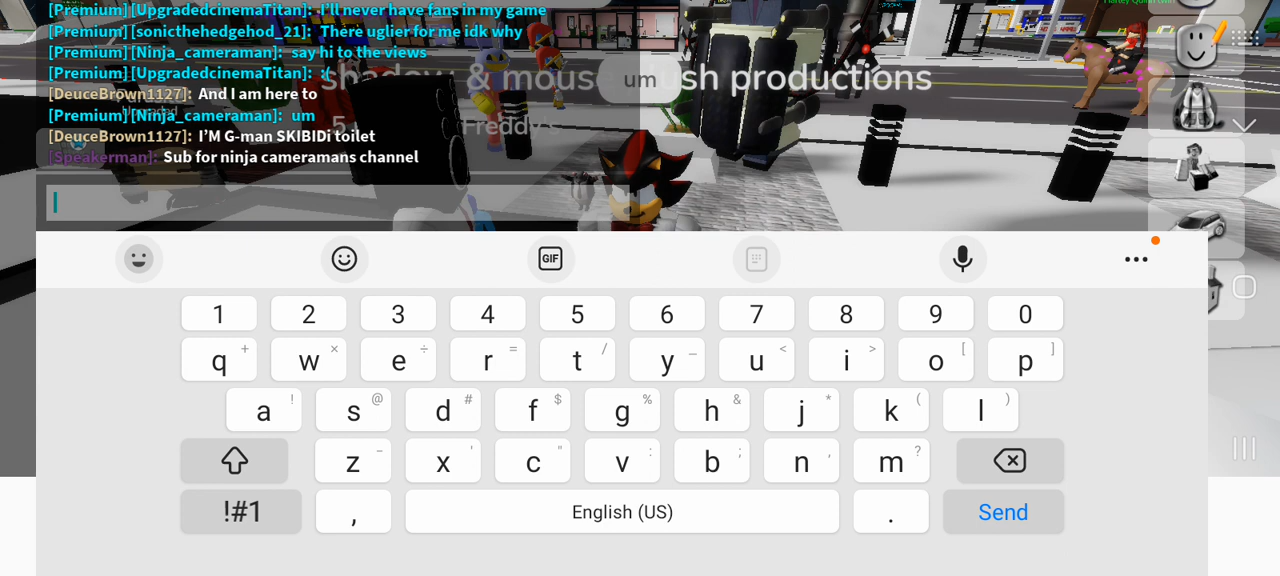 [Premium] [UpgradedcinemaTitan]: I'll never have fans in my game
[Premium] [sonicthehedgehod_21]: There uglier for me idk why
[Premium] [Ninja_cameraman]: say hi to the views
[Premium] [UpgradedcinemaTitan]: :(
shadow & mouse plush productions
um
[DeuceBrown1127]: And I am here to
[Premium] [Ninja_cameraman]: um
[DeuceBrown1127]: I'M G-man SKIBIDi toilet
Freddy's
[Speakerman]: Sub for ninja cameramans channel
GIF
1 2 3 4 5 6 7 8 9 0
q + w × e ÷ r = t / y _ u < i > o [ p ]
a ! s @ d # f $ g % h & j * k ( l )
z - x ' c " v : b ; n , m ?
!#1 , English (US) . Send